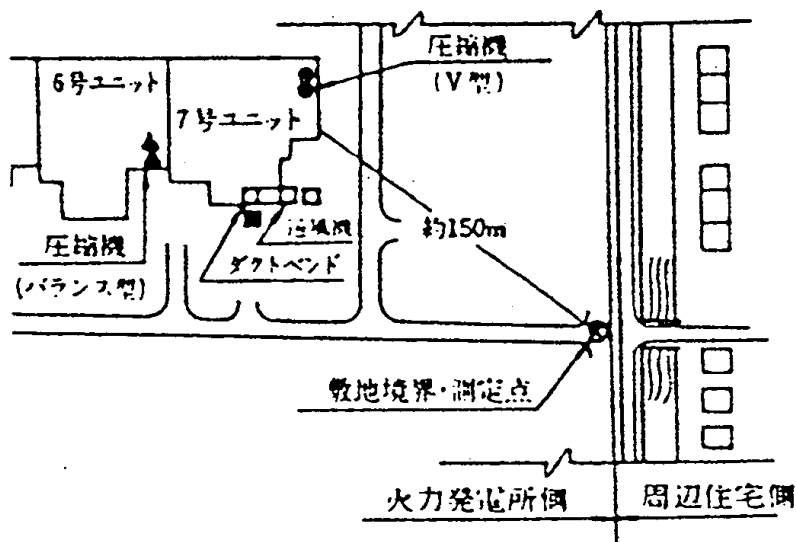 圧縮機
(V型)
6号ユニット
7号ユニット
圧縮機
(バランス型)
送風機
ダクトベンド
約150m
敷地境界・測定点
火力発電所側
周辺住宅側